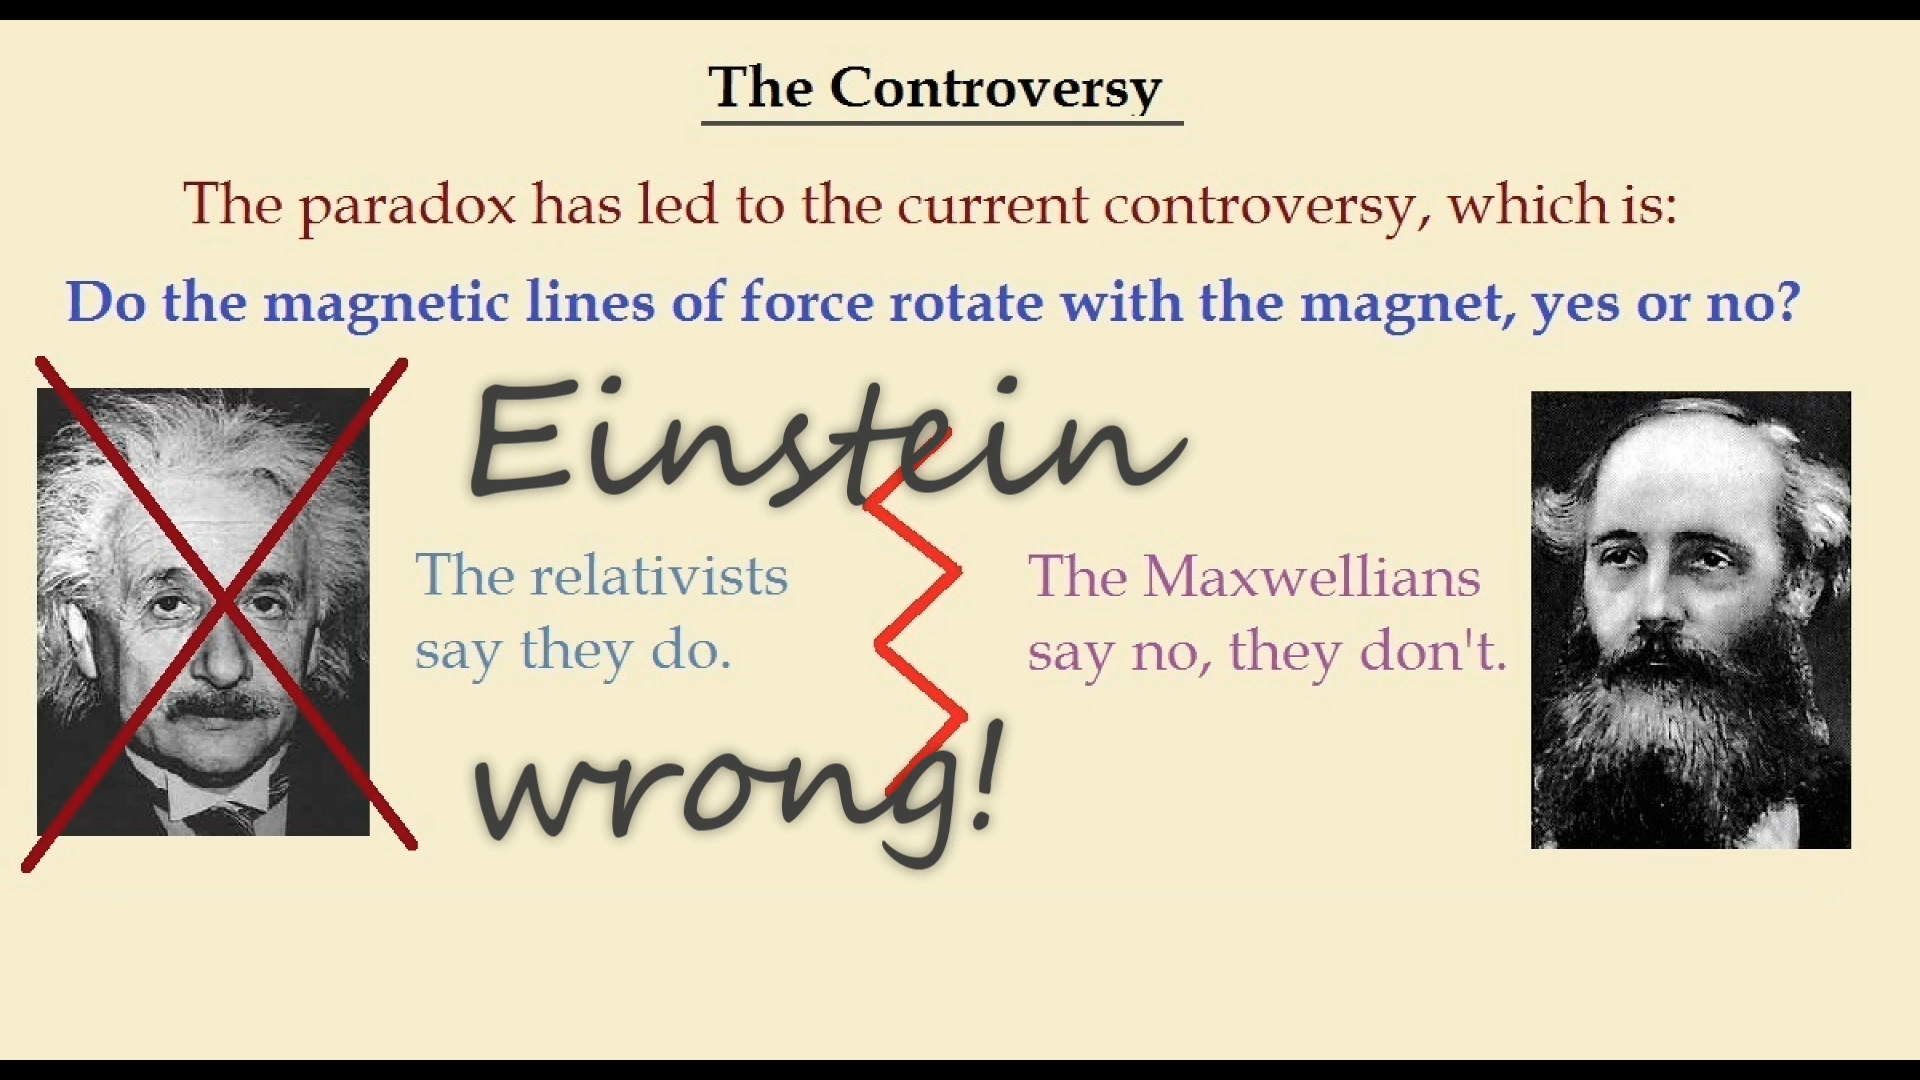 The Controversy
The paradox has led to the current controversy, which is:
Do the magnetic lines of force rotate with the magnet, yes or no?
Einstein
The relativists
say they do.
The Maxwellians
say no, they don't.
wrong!